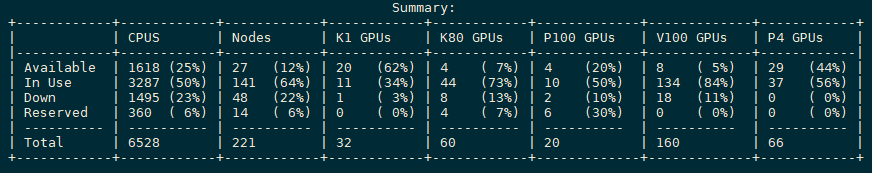 Summary:
+------------+------------+------------+------------+------------+------------+-------------+------------+
|            | CPUS       | Nodes      | K1 GPUs    | K80 GPUs   | P100 GPUs  | V100 GPUs   | P4 GPUs    |
|------------+------------+------------+------------+------------+------------+-------------+------------|
| Available  | 1618 (25%) | 27   (12%) | 20   (62%) | 4    ( 7%) | 4    (20%) | 8    ( 5%)  | 29   (44%) |
| In Use     | 3287 (50%) | 141  (64%) | 11   (34%) | 44   (73%) | 10   (50%) | 134  (84%)  | 37   (56%) |
| Down       | 1495 (23%) | 48   (22%) | 1    ( 3%) | 8    (13%) | 2    (10%) | 18   (11%)  | 0    ( 0%) |
| Reserved   | 360  ( 6%) | 14   ( 6%) | 0    ( 0%) | 4    ( 7%) | 6    (30%) | 0    ( 0%)  | 0    ( 0%) |
| ---------- | ---------- | ---------- | ---------- | ---------- | ---------- | ----------  | ---------- |
| Total      | 6528       | 221        | 32         | 60         | 20         | 160         | 66         |
+------------+------------+------------+------------+------------+------------+-------------+------------+